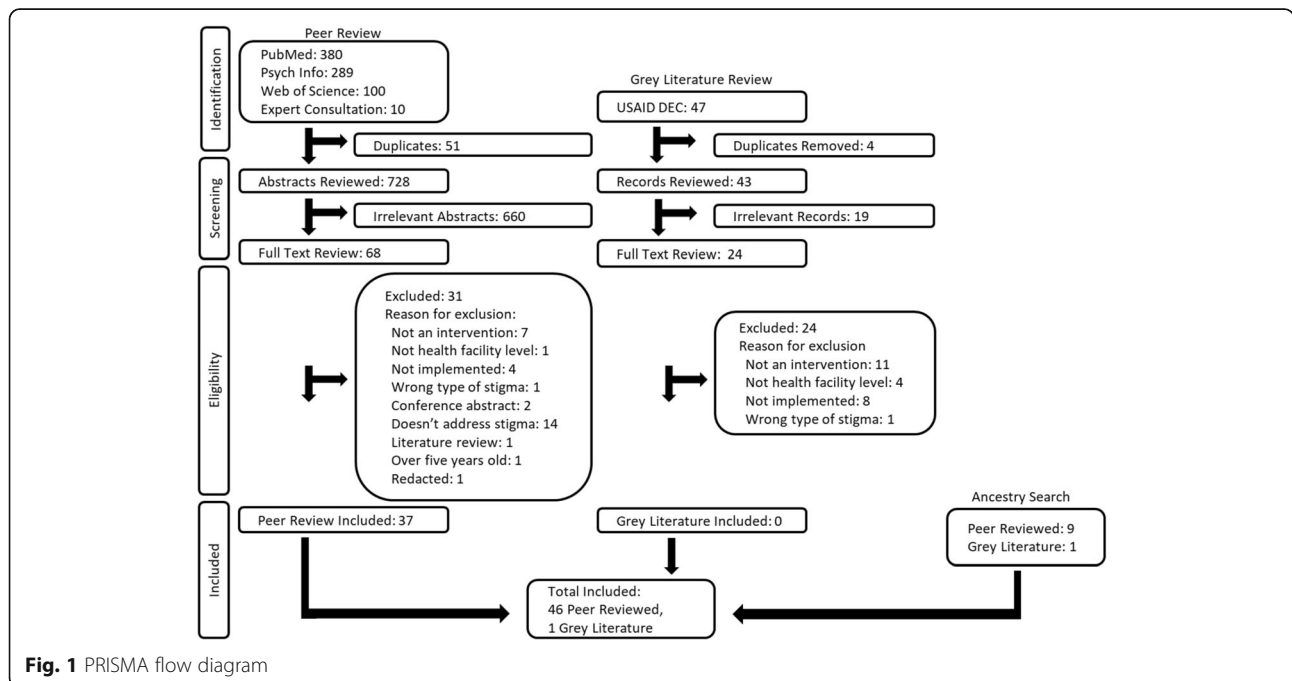 Identification
Peer Review
PubMed: 380
Psych Info: 289
Web of Science: 100
Expert Consultation: 10
Grey Literature Review
USAID DEC: 47
Duplicates: 51
Duplicates Removed: 4
Screening
Abstracts Reviewed: 728
Records Reviewed: 43
Irrelevant Abstracts: 660
Irrelevant Records: 19
Full Text Review: 68
Full Text Review: 24
Eligibility
Excluded: 31
Reason for exclusion:
Not an intervention: 7
Not health facility level: 1
Not implemented: 4
Wrong type of stigma: 1
Conference abstract: 2
Doesn't address stigma: 14
Literature review: 1
Over five years old: 1
Redacted: 1
Excluded: 24
Reason for exclusion
Not an intervention: 11
Not health facility level: 4
Not implemented: 8
Wrong type of stigma: 1
Included
Peer Review Included: 37
Grey Literature Included: 0
Ancestry Search
Peer Reviewed: 9
Grey Literature: 1
Total Included:
46 Peer Reviewed,
1 Grey Literature
Fig. 1 PRISMA flow diagram